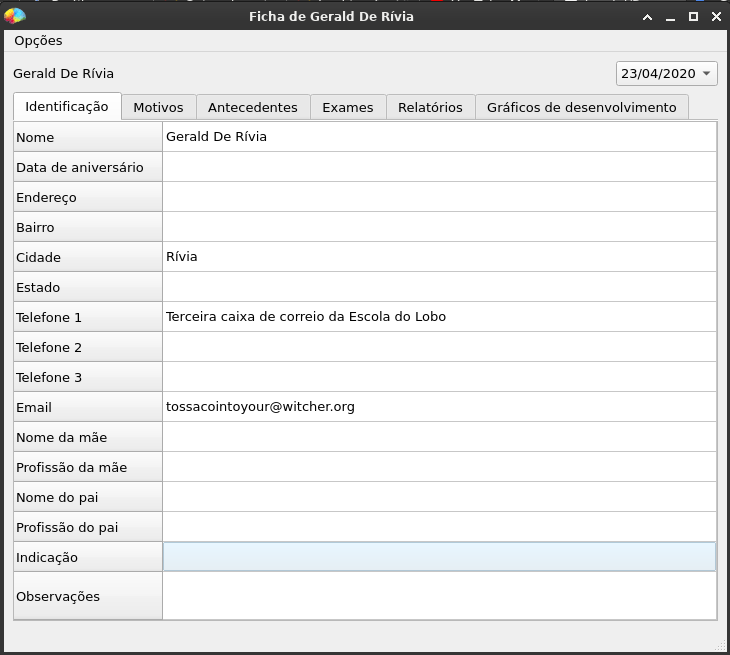 Ficha de Gerald De Rívia
Opções
Gerald De Rívia 23/04/2020
Identificação Motivos Antecedentes Exames Relatórios Gráficos de desenvolvimento
Nome Gerald De Rívia
Data de aniversário
Endereço
Bairro
Cidade Rívia
Estado
Telefone 1 Terceira caixa de correio da Escola do Lobo
Telefone 2
Telefone 3
Email tossacointoyour@witcher.org
Nome da mãe
Profissão da mãe
Nome do pai
Profissão do pai
Indicação
Observações